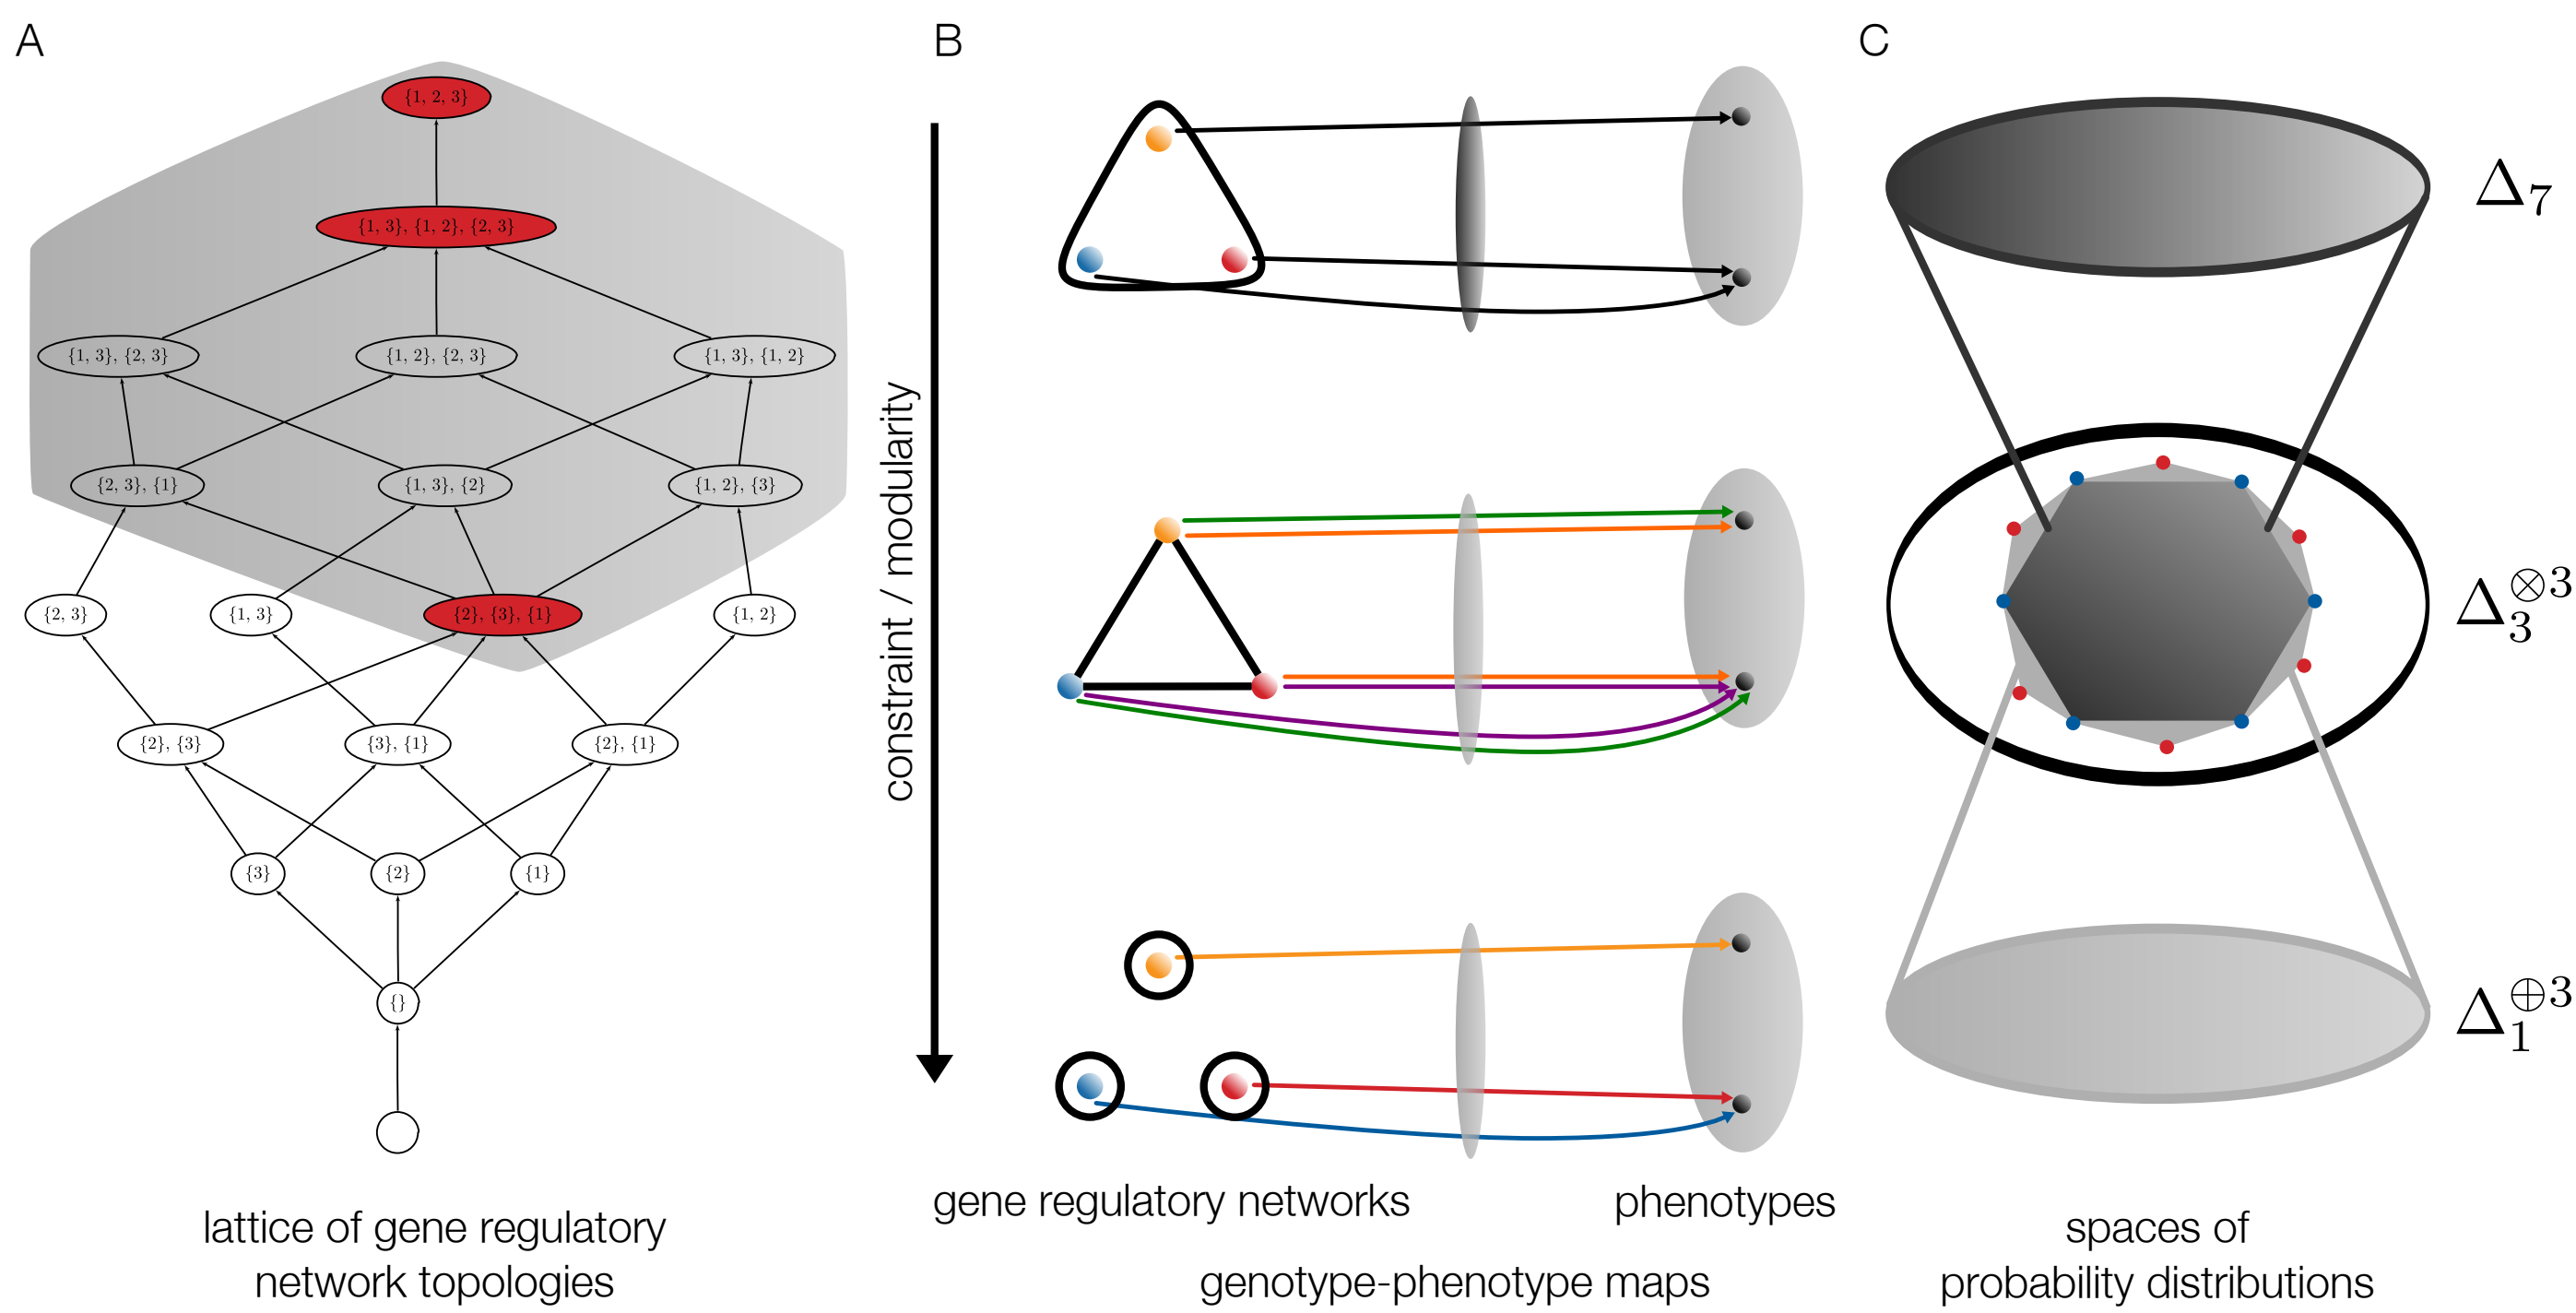 A
{1, 2, 3}
{1, 3}, {1, 2}, {2, 3}
{1, 3}, {2, 3}
{1, 2}, {2, 3}
{1, 3}, {1, 2}
{2, 3}, {1}
{1, 3}, {2}
{1, 2}, {3}
{2, 3}
{1, 3}
{2}, {3}, {1}
{1, 2}
{2}, {3}
{3}, {1}
{2}, {1}
{3}
{2}
{1}
{}
lattice of gene regulatory
network topologies
B
constraint / modularity
gene regulatory networks
phenotypes
genotype-phenotype maps
C
Δ₇
Δ₃⊗³
Δ₁⊕³
spaces of
probability distributions